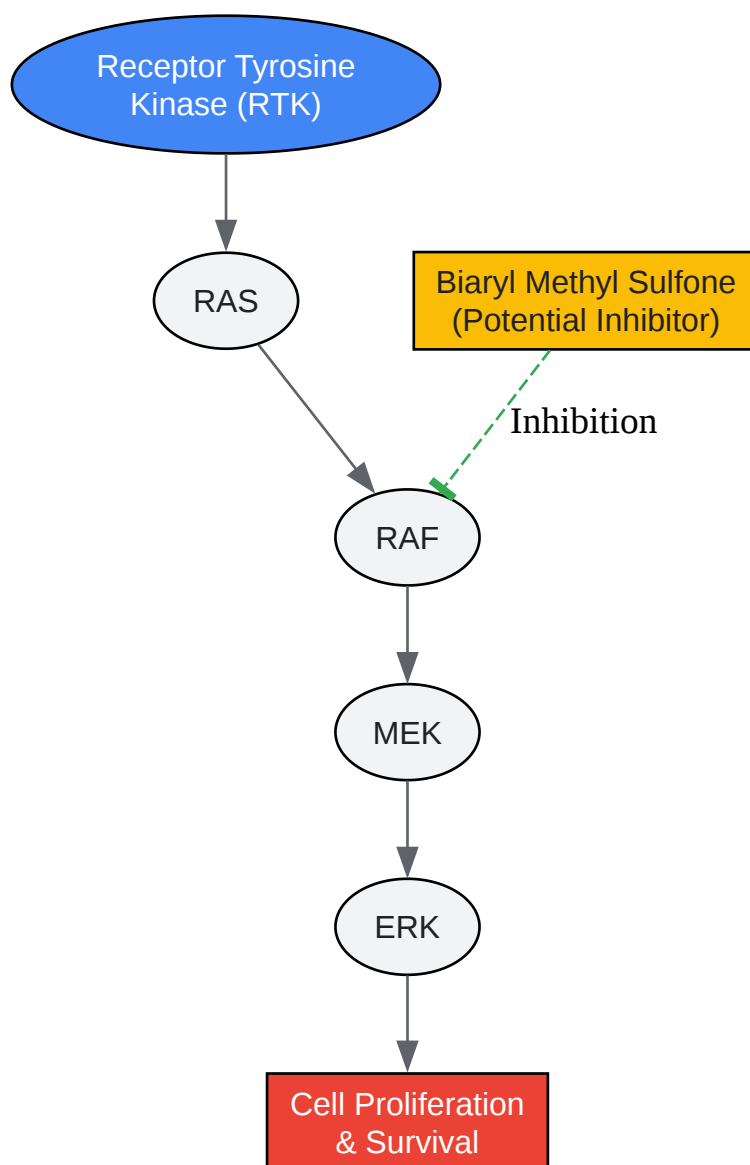 Receptor Tyrosine
Kinase (RTK)
RAS
Biaryl Methyl Sulfone
(Potential Inhibitor)
Inhibition
RAF
MEK
ERK
Cell Proliferation
& Survival